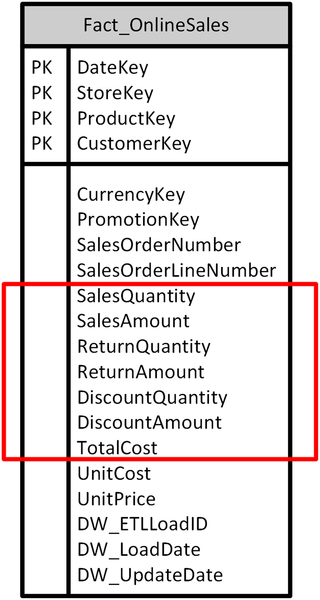 Fact_OnlineSales
PK DateKey
PK StoreKey
PK ProductKey
PK CustomerKey
CurrencyKey
PromotionKey
SalesOrderNumber
SalesOrderLineNumber
SalesQuantity
SalesAmount
ReturnQuantity
ReturnAmount
DiscountQuantity
DiscountAmount
TotalCost
UnitCost
UnitPrice
DW_ETLLoadID
DW_LoadDate
DW_UpdateDate